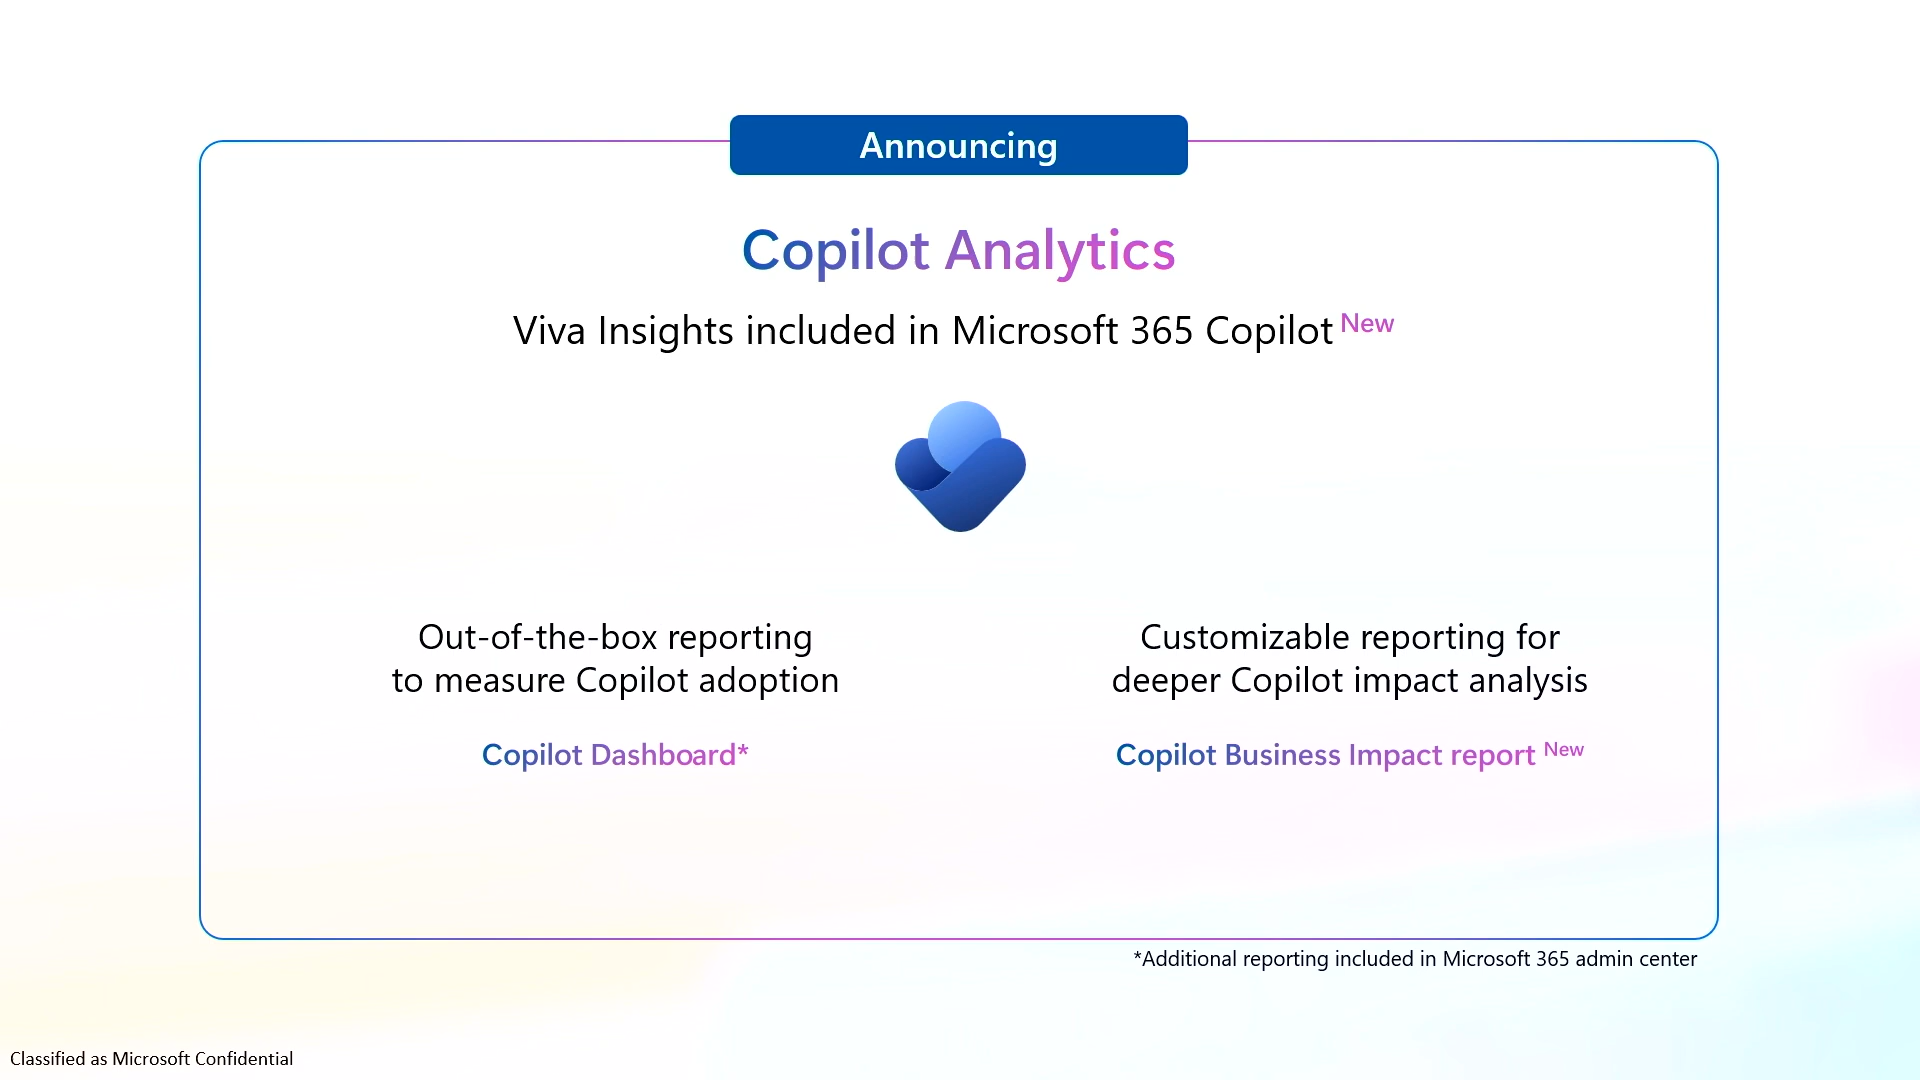 Announcing
Copilot Analytics
Viva Insights included in Microsoft 365 Copilot New
Out-of-the-box reporting
to measure Copilot adoption
Copilot Dashboard*
Customizable reporting for
deeper Copilot impact analysis
Copilot Business Impact report New
*Additional reporting included in Microsoft 365 admin center
Classified as Microsoft Confidential